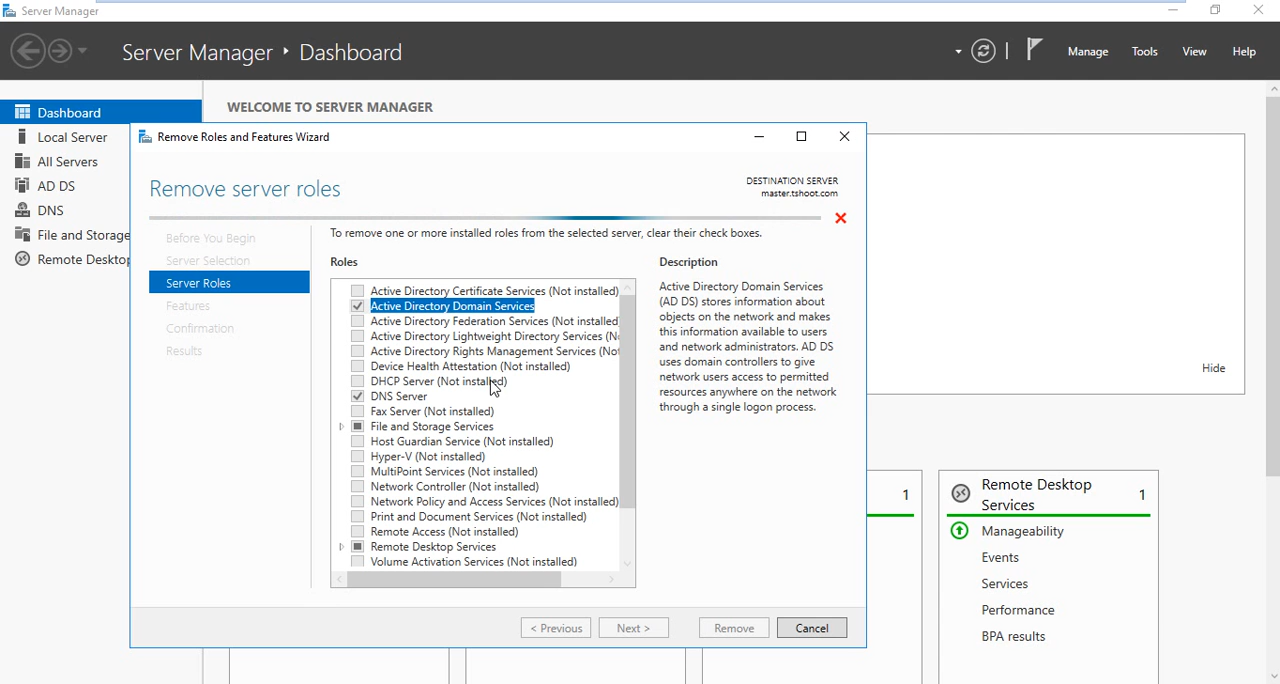 Server Manager
Server Manager ‣ Dashboard
Manage
Tools
View
Help
Dashboard
Local Server
All Servers
AD DS
DNS
File and Storage
Remote Desktop
WELCOME TO SERVER MANAGER
Remove Roles and Features Wizard
Remove server roles
DESTINATION SERVER
master.tshoot.com
Before You Begin
Server Selection
Server Roles
Features
Confirmation
Results
To remove one or more installed roles from the selected server, clear their check boxes.
Roles
Active Directory Certificate Services (Not installed)
Active Directory Domain Services
Active Directory Federation Services (Not installed
Active Directory Lightweight Directory Services (N
Active Directory Rights Management Services (Not
Device Health Attestation (Not installed)
DHCP Server (Not installed)
DNS Server
Fax Server (Not installed)
File and Storage Services
Host Guardian Service (Not installed)
Hyper-V (Not installed)
MultiPoint Services (Not installed)
Network Controller (Not installed)
Network Policy and Access Services (Not installed)
Print and Document Services (Not installed)
Remote Access (Not installed)
Remote Desktop Services
Volume Activation Services (Not installed)
Description
Active Directory Domain Services
(AD DS) stores information about
objects on the network and makes
this information available to users
and network administrators. AD DS
uses domain controllers to give
network users access to permitted
resources anywhere on the network
through a single logon process.
< Previous
Next >
Remove
Cancel
Hide
1
Remote Desktop
Services
1
Manageability
Events
Services
Performance
BPA results